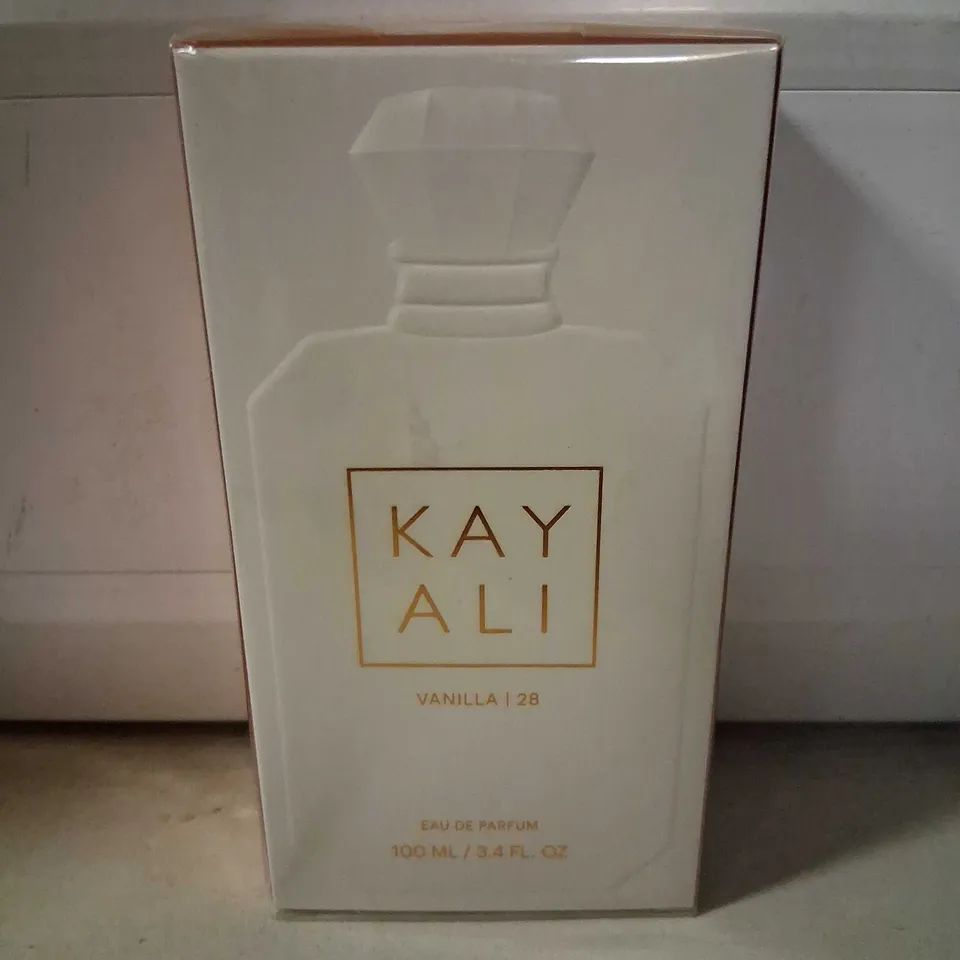 KAY
ALI
VANILLA | 28
EAU DE PARFUM
100 ML / 3.4 FL. OZ